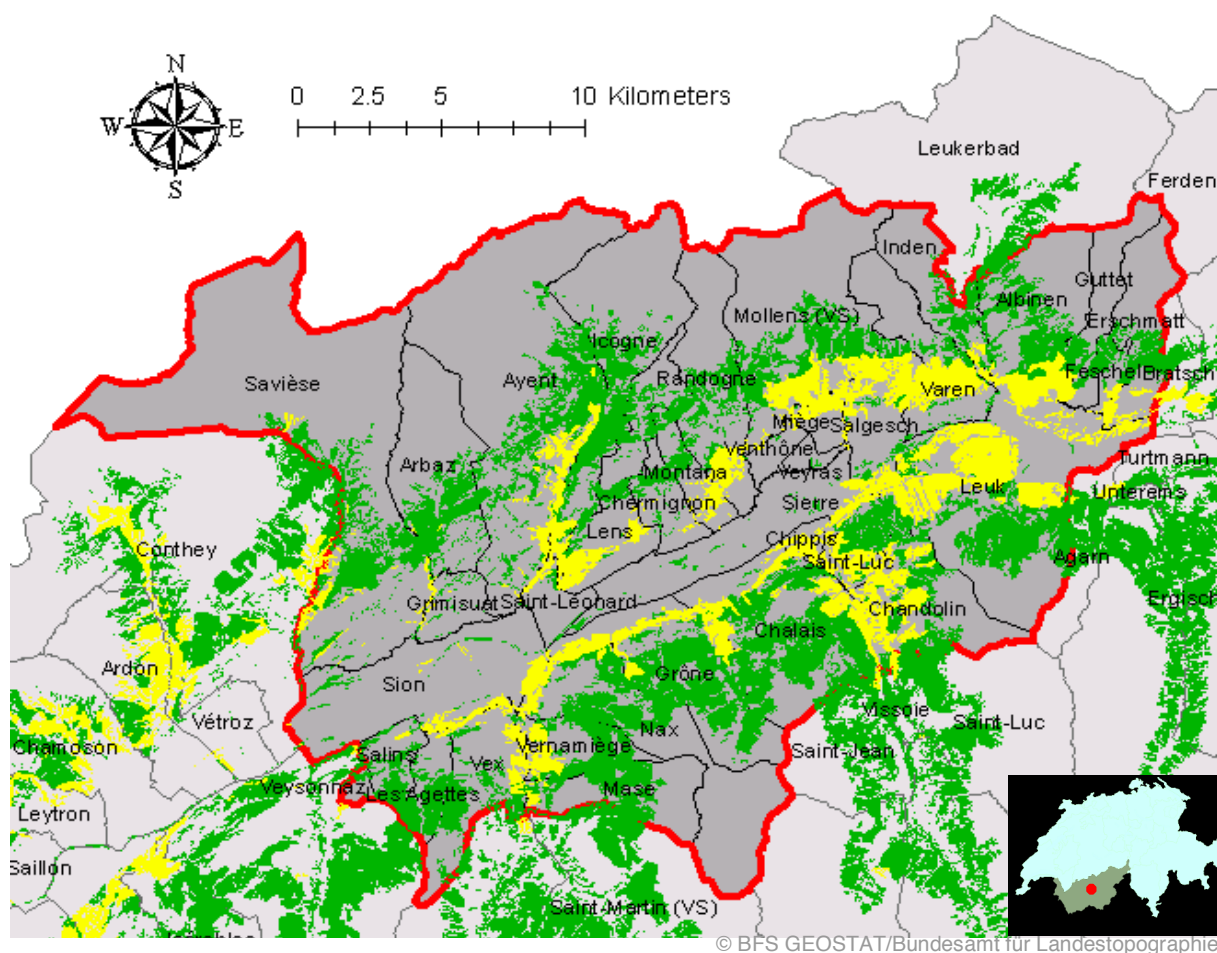 N
W
E
S
0 2.5 5 10 Kilometers
Leukerbad
Ferden
Inden
Guttet
Albinen
Mollens (VS)
Erschmatt
Icogne
Savièse
Ayent
Randogne
Feschel
Bratsch
Varen
Miège
Salgesch
Venthône
Arbaz
Montana
Veyras
Turtmann
Leuk
Unterems
Chermignon
Sierre
Lens
Chippis
Conthey
Saint-Luc
Agarn
Grimisuat
Saint-Léonard
Chandolin
Ergisch
Chalais
Ardon
Grône
Sion
Vissoie
Vétroz
Saint-Luc
Nax
Chamoson
Vernamiège
Saint-Jean
Salins
Vex
Veysonnaz
Les Agettes
Mase
Leytron
Saillon
Saint-Martin (VS)
© BFS GEOSTAT/Bundesamt für Landestopographie